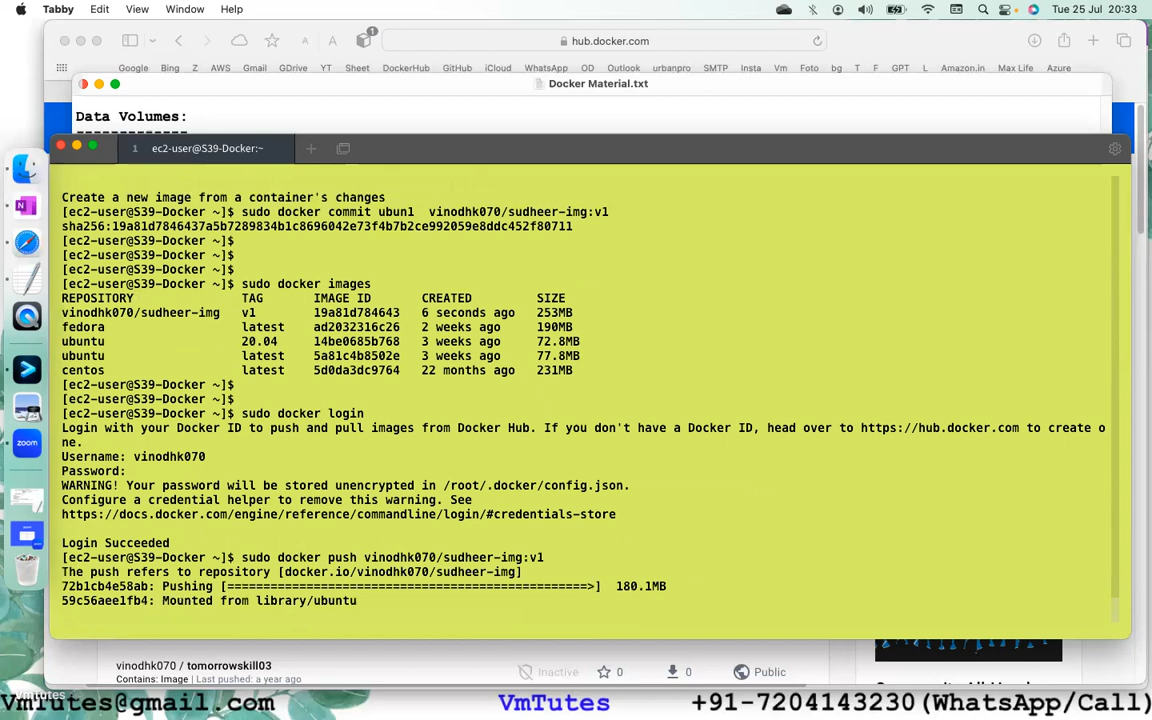 Tabby Edit View Window Help Tue 25 Jul 20:33
A A 1 hub.docker.com
Google Bing Z AWS Gmail GDrive YT Sheet DockerHub GitHub iCloud WhatsApp OD Outlook urbanpro SMTP Insta Vm Foto bg T F GPT L Amazon.in Max Life Azure
Docker Material.txt
Data Volumes:
-------------
1 ec2-user@S39-Docker:~ +
Create a new image from a container's changes
[ec2-user@S39-Docker ~]$ sudo docker commit ubun1  vinodhk070/sudheer-img:v1
sha256:19a81d7846437a5b7289834b1c8696042e73f4b7b2ce992059e8ddc452f80711
[ec2-user@S39-Docker ~]$
[ec2-user@S39-Docker ~]$
[ec2-user@S39-Docker ~]$
[ec2-user@S39-Docker ~]$ sudo docker images
REPOSITORY TAG IMAGE ID CREATED SIZE
vinodhk070/sudheer-img v1 19a81d784643 6 seconds ago 253MB
fedora latest ad2032316c26 2 weeks ago 190MB
ubuntu 20.04 14be0685b768 3 weeks ago 72.8MB
ubuntu latest 5a81c4b8502e 3 weeks ago 77.8MB
centos latest 5d0da3dc9764 22 months ago 231MB
[ec2-user@S39-Docker ~]$
[ec2-user@S39-Docker ~]$
[ec2-user@S39-Docker ~]$ sudo docker login
Login with your Docker ID to push and pull images from Docker Hub. If you don't have a Docker ID, head over to https://hub.docker.com to create o
ne.
Username: vinodhk070
Password:
WARNING! Your password will be stored unencrypted in /root/.docker/config.json.
Configure a credential helper to remove this warning. See
https://docs.docker.com/engine/reference/commandline/login/#credentials-store
Login Succeeded
[ec2-user@S39-Docker ~]$ sudo docker push vinodhk070/sudheer-img:v1
The push refers to repository [docker.io/vinodhk070/sudheer-img]
72b1cb4e58ab: Pushing [==================================================>]  180.1MB
59c56aee1fb4: Mounted from library/ubuntu
zoom
vinodhk070 / tomorrowskill03 Inactive 0 0 Public
Contains: Image | Last pushed: a year ago
VmTutes
VmTutes@gmail.com VmTutes +91-7204143230(WhatsApp/Call)